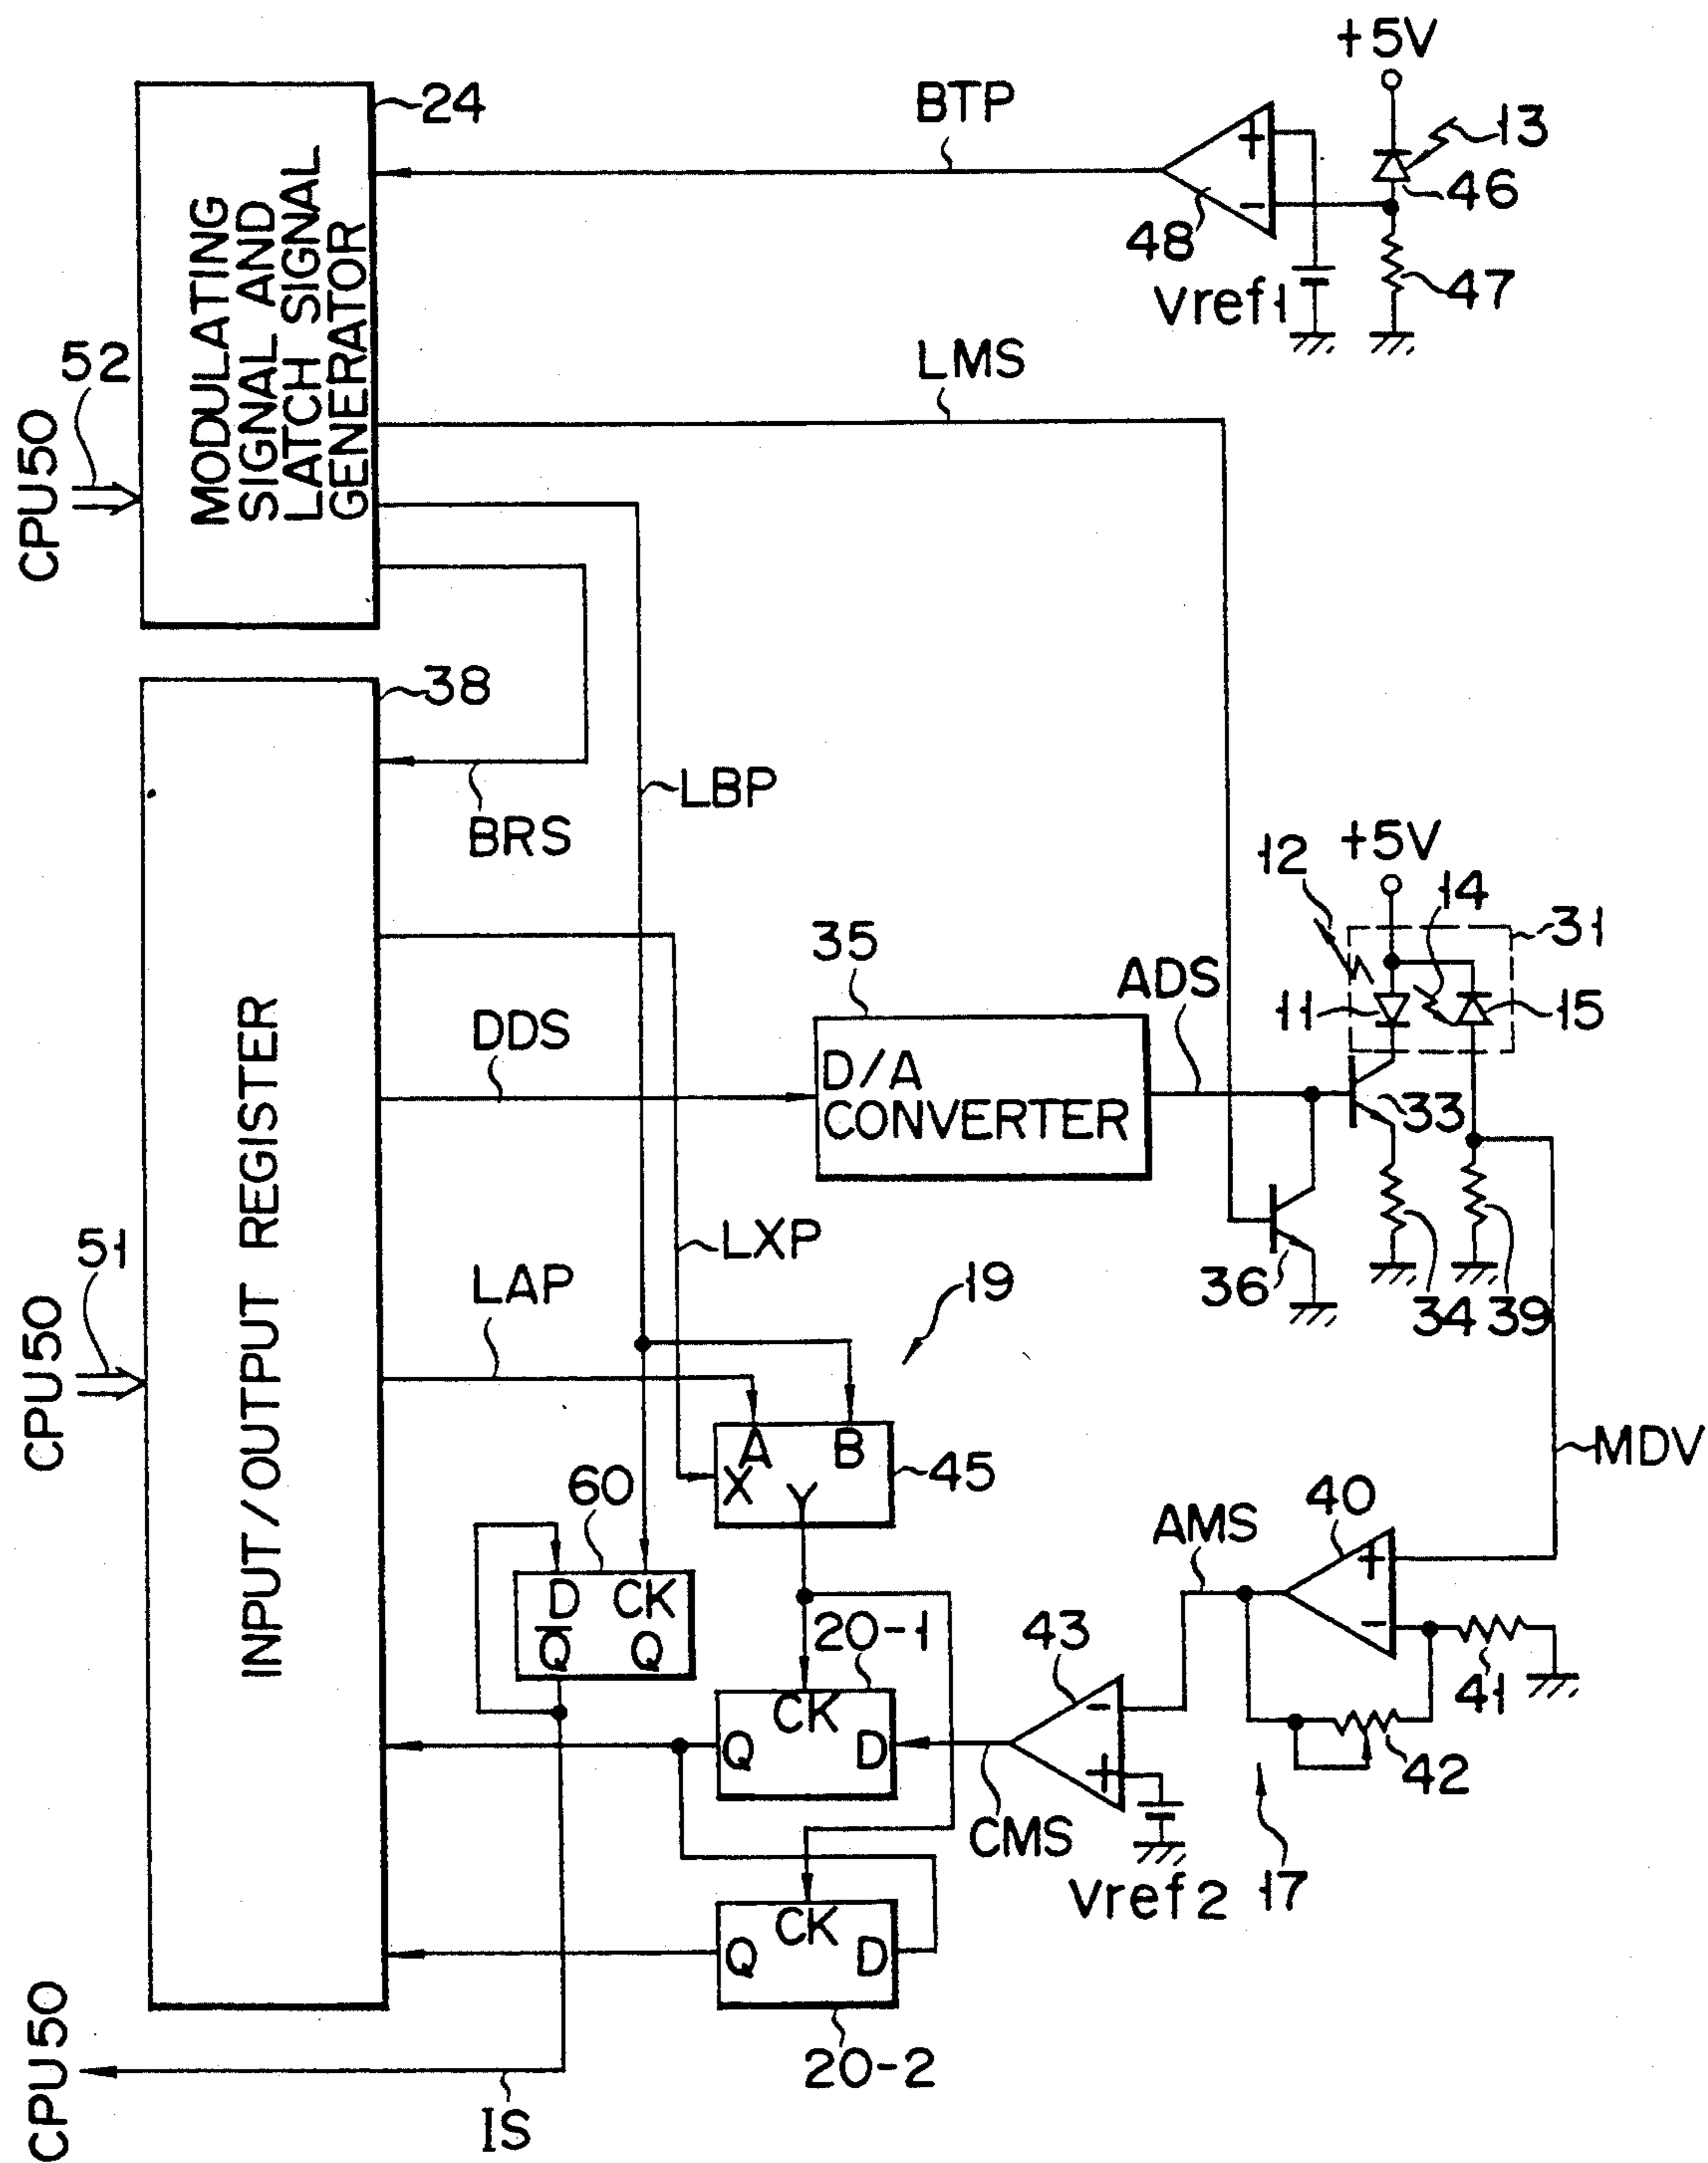 +5V
24
BTP
13
46
48
Vref1
47
MODULATING
SIGNAL AND
LATCH SIGNAL
GENERATOR
52
CPU50
LMS
38
BRS
LBP
12
+5V
14
31
35
ADS
11
15
DDS
D/A
CONVERTER
33
INPUT/OUTPUT REGISTER
51
CPU50
LXP
LAP
19
36
34
39
A
B
X
Y
45
MDV
60
AMS
40
+
-
D
CK
Q
Q
20-1
43
41
CK
Q
D
-
+
42
CMS
Vref2
17
CK
Q
D
20-2
CPU50
IS
+
-